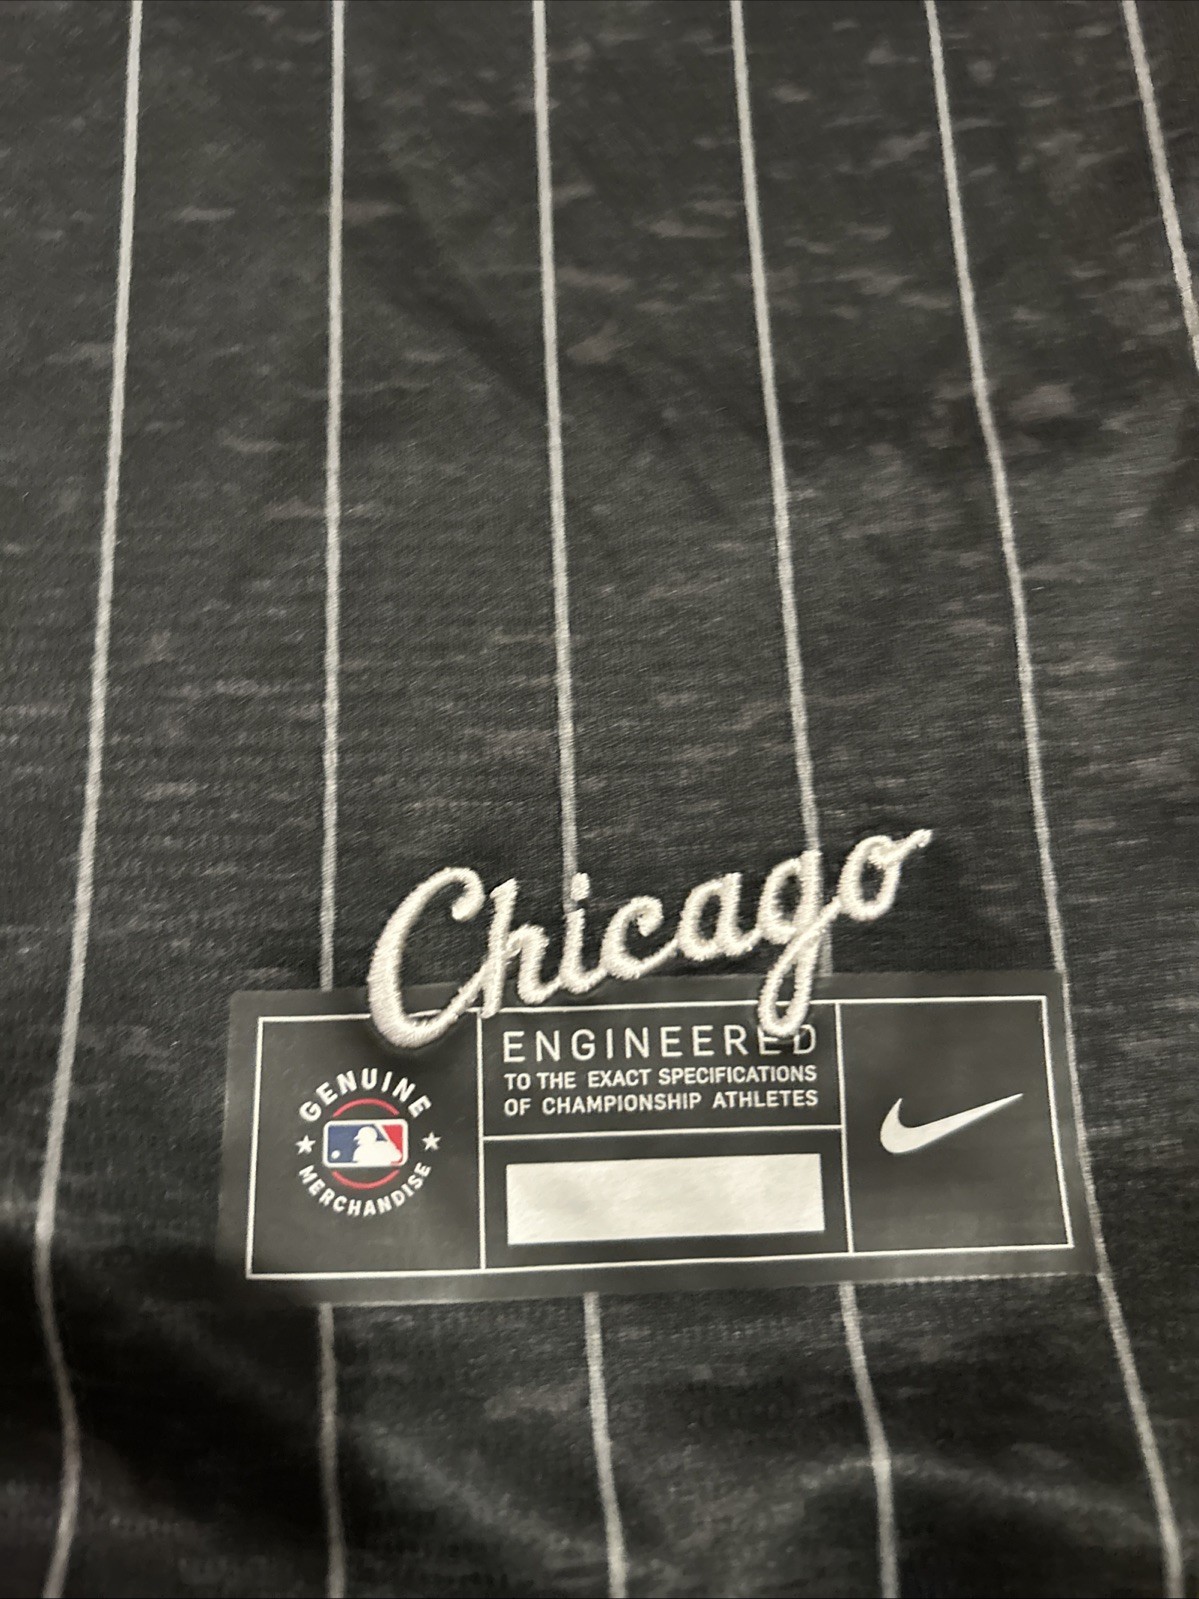 Chicago
GENUINE
MERCHANDISE
ENGINEERED
TO THE EXACT SPECIFICATIONS
OF CHAMPIONSHIP ATHLETES